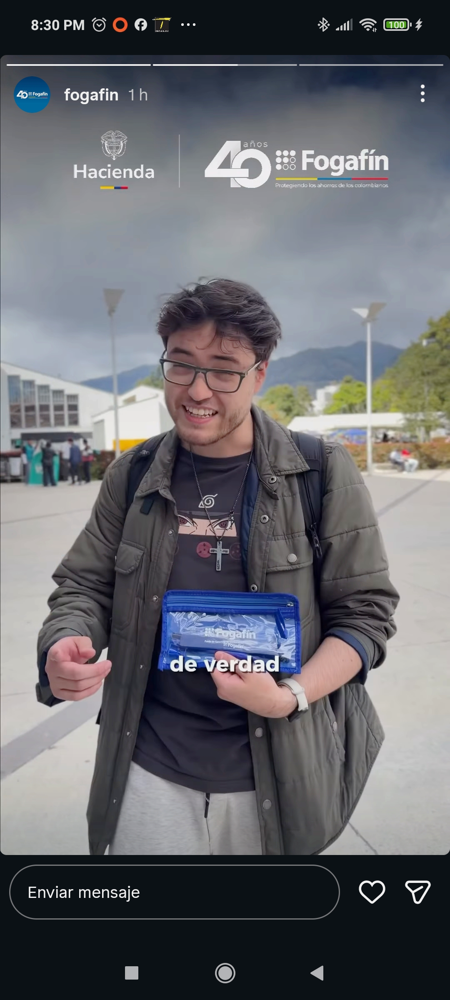 8:30 PM
100
fogafin 1 h
Hacienda
40 años
Fogafín
Protegiendo los ahorros de los colombianos.
Fogafín
Fogafín
de verdad
Enviar mensaje